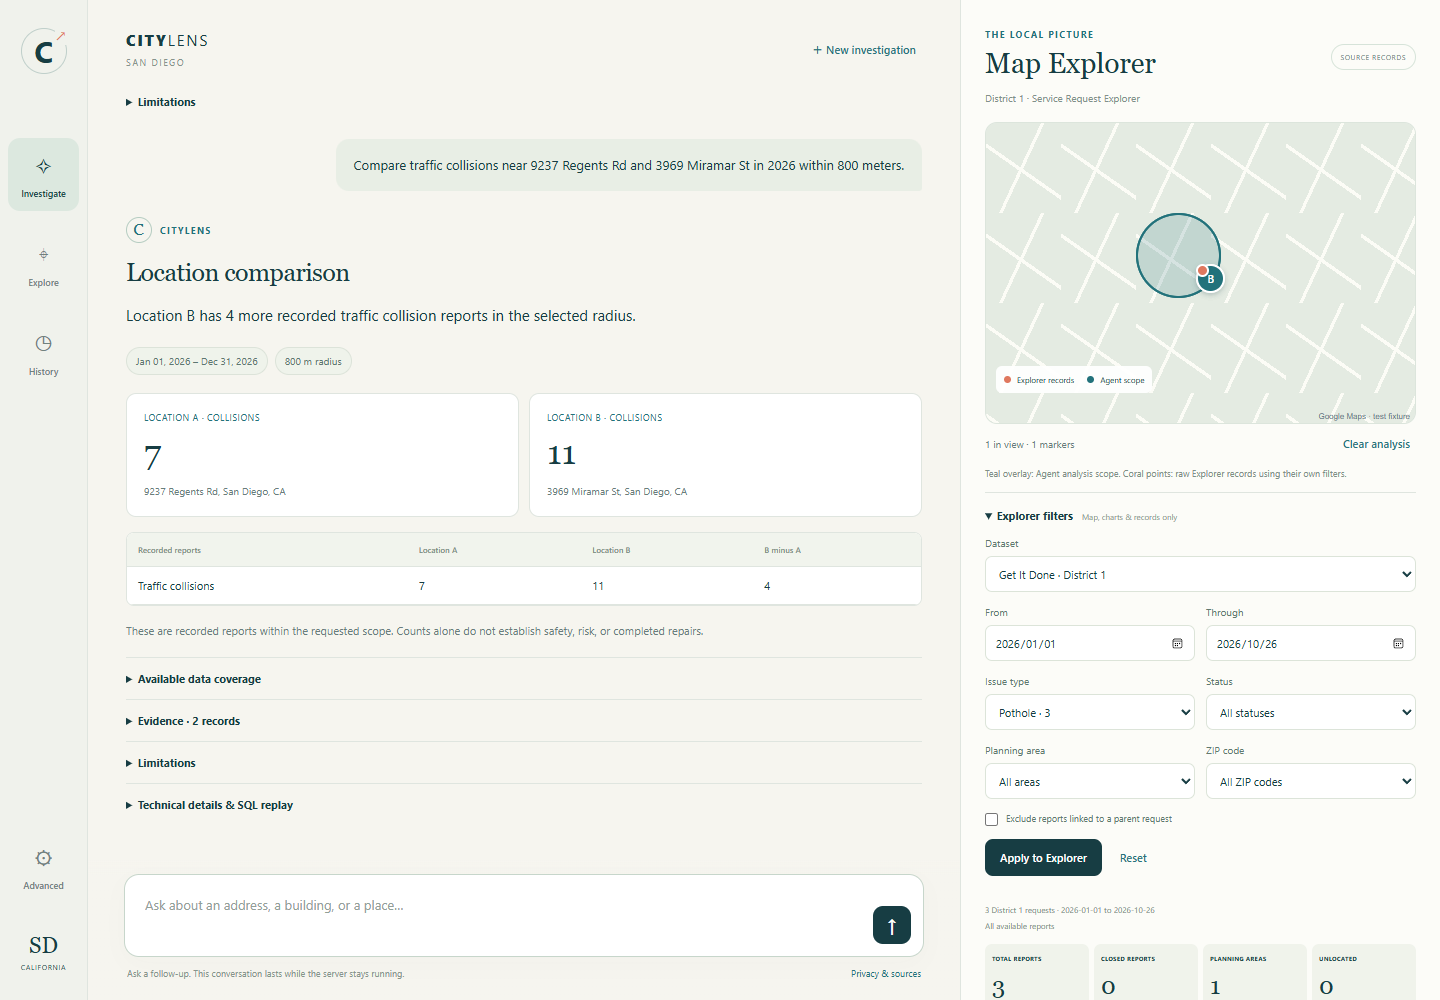 C
Investigate
Explore
History
Advanced
SD
CALIFORNIA
CITYLENS
SAN DIEGO
+ New investigation
Limitations
Compare traffic collisions near 9237 Regents Rd and 3969 Miramar St in 2026 within 800 meters.
C CITYLENS
Location comparison
Location B has 4 more recorded traffic collision reports in the selected radius.
Jan 01, 2026 – Dec 31, 2026
800 m radius
LOCATION A · COLLISIONS
7
9237 Regents Rd, San Diego, CA
LOCATION B · COLLISIONS
11
3969 Miramar St, San Diego, CA
Recorded reports Location A Location B B minus A
Traffic collisions 7 11 4
These are recorded reports within the requested scope. Counts alone do not establish safety, risk, or completed repairs.
Available data coverage
Evidence · 2 records
Limitations
Technical details & SQL replay
Ask about an address, a building, or a place...
↑
Ask a follow-up. This conversation lasts while the server stays running.
Privacy & sources
THE LOCAL PICTURE
Map Explorer
SOURCE RECORDS
District 1 · Service Request Explorer
B
Explorer records
Agent scope
Google Maps · test fixture
1 in view · 1 markers
Clear analysis
Teal overlay: Agent analysis scope. Coral points: raw Explorer records using their own filters.
Explorer filters Map, charts & records only
Dataset
Get It Done · District 1
From
2026/01/01
Through
2026/10/26
Issue type
Pothole · 3
Status
All statuses
Planning area
All areas
ZIP code
All ZIP codes
Exclude reports linked to a parent request
Apply to Explorer
Reset
3 District 1 requests · 2026-01-01 to 2026-10-26
All available reports
TOTAL REPORTS
3
CLOSED REPORTS
0
PLANNING AREAS
1
UNLOCATED
0